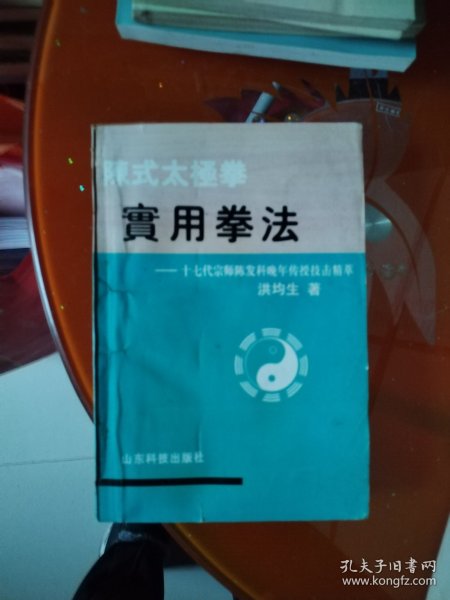 陳式太極拳
實用拳法
——十七代宗师陈发科晚年传授技击精萃
洪均生 著
山东科技出版社
孔夫子旧书网
www.kongfz.com